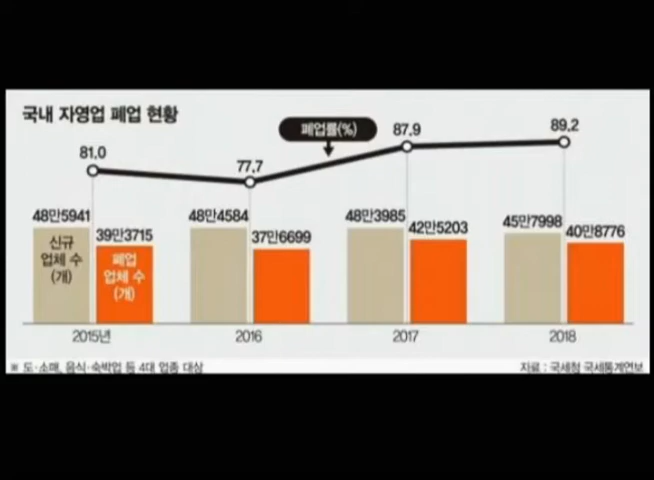 국내 자영업 폐업 현황
폐업률(%)
81.0
77.7
87.9
89.2
48만5941
39만3715
48만4584
37만6699
48만3985
42만5203
45만7998
40만8776
신규
업체 수
(개)
폐업
업체 수
(개)
2015년
2016
2017
2018
※ 도·소매, 음식·숙박업 등 4대 업종 대상
자료 : 국세청 국세통계연보